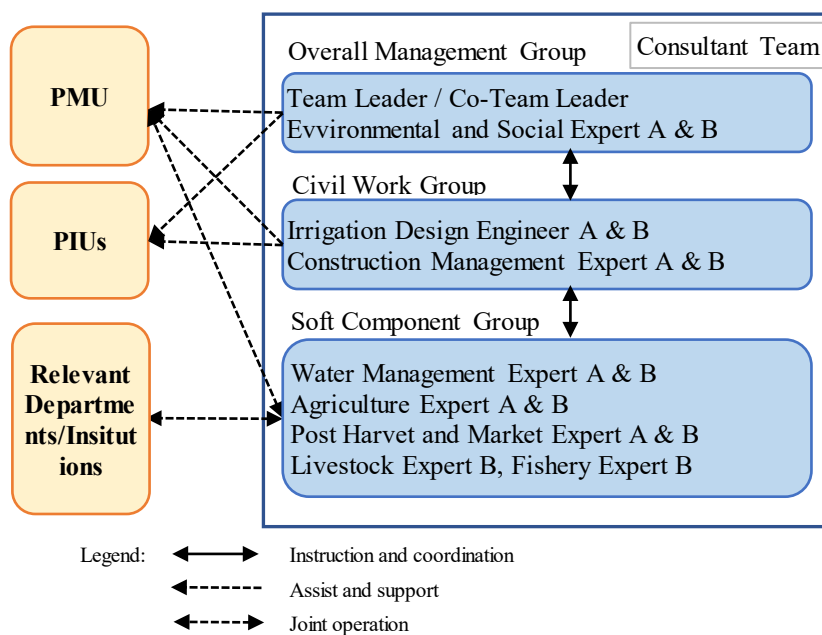 Consultant Team
Overall Management Group
PMU
Team Leader / Co-Team Leader
Evvironmental and Social Expert A & B
Civil Work Group
PIUs
Irrigation Design Engineer A & B
Construction Management Expert A & B
Soft Component Group
Relevant
Departme
nts/Insitut
ions
Water Management Expert A & B
Agriculture Expert A & B
Post Harvet and Market Expert A & B
Livestock Expert B, Fishery Expert B
Legend:
Instruction and coordination
Assist and support
Joint operation